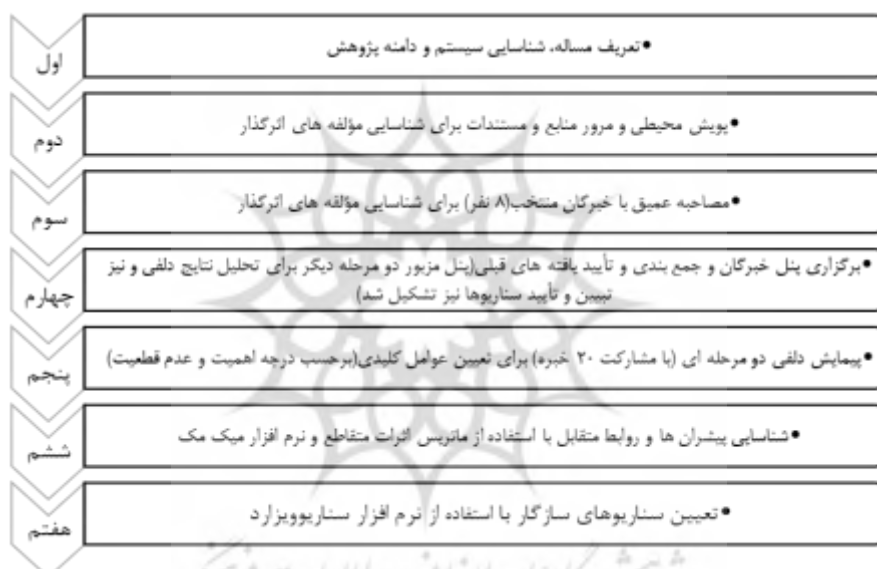 اول
•تعریف مساله، شناسایی سیستم و دامنه پژوهش
دوم
•پویش محیطی و مرور منابع و مستندات برای شناسایی مؤلفه های اثرگذار
سوم
•مصاحبه عمیق با خبرگان منتخب(۸ نفر) برای شناسایی مؤلفه های اثرگذار
چهارم
•برگزاری پنل خبرگان و جمع بندی و تأیید یافته های قبلی(پنل مزبور دو مرحله دیگر برای تحلیل نتایج دلفی و نیز
تبیین و تأیید سناریوها نیز تشکیل شد)
پنجم
•پیمایش دلفی دو مرحله ای (با مشارکت ۲۰ خبره) برای تعیین عوامل کلیدی(برحسب درجه اهمیت و عدم قطعیت)
ششم
•شناسایی پیشران ها و روابط متقابل با استفاده از ماتریس اثرات متقاطع و نرم افزار میک مک
هفتم
•تعیین سناریوهای سازگار با استفاده از نرم افزار سناریوویزارد